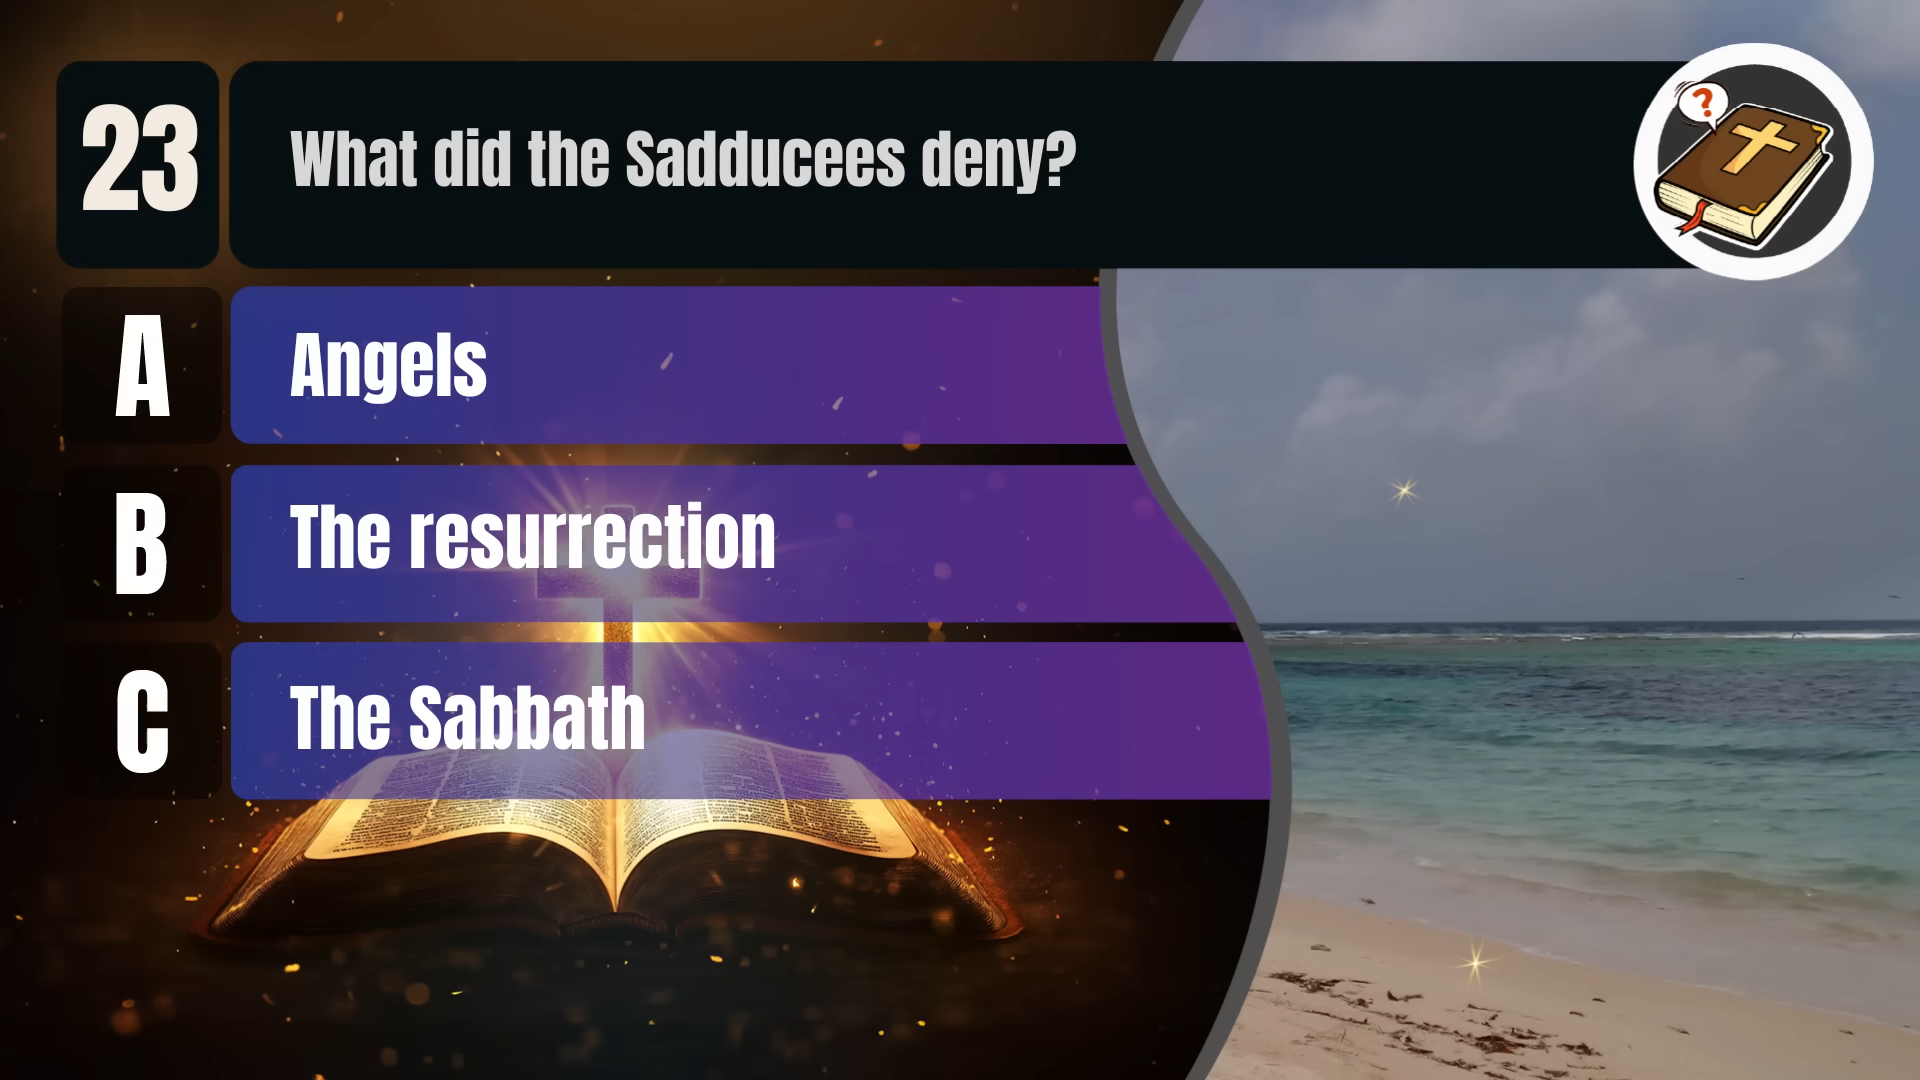 23
What did the Sadducees deny?
?
A
Angels
B
The resurrection
C
The Sabbath